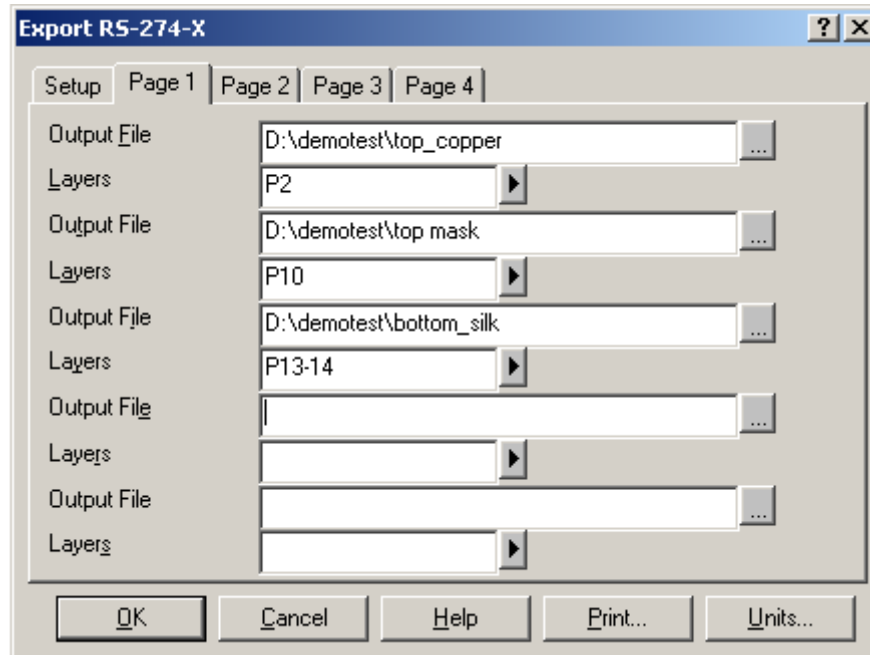 Export RS-274-X
Setup Page 1 Page 2 Page 3 Page 4
Output File D:\demotest\top_copper ...
Layers P2
Output File D:\demotest\top mask ...
Layers P10
Output File D:\demotest\bottom_silk ...
Layers P13-14
Output File ...
Layers
Output File ...
Layers
OK Cancel Help Print... Units...